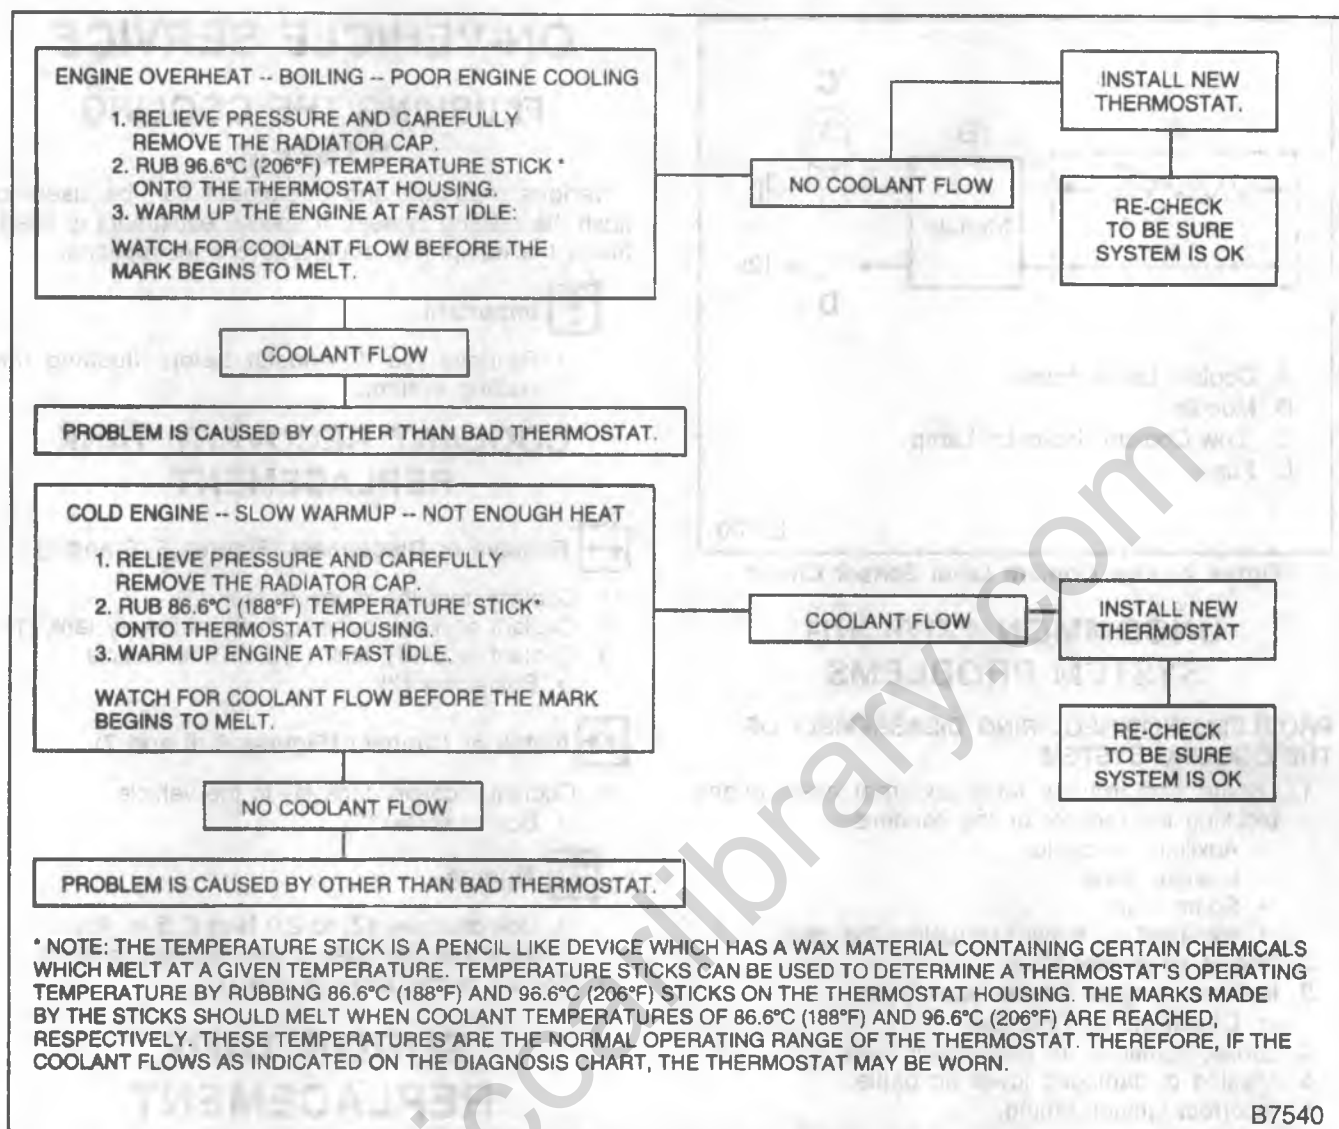 ENGINE OVERHEAT -- BOILING -- POOR ENGINE COOLING
1. RELIEVE PRESSURE AND CAREFULLY
REMOVE THE RADIATOR CAP.
2. RUB 96.6°C (206°F) TEMPERATURE STICK *
ONTO THE THERMOSTAT HOUSING.
3. WARM UP THE ENGINE AT FAST IDLE:
WATCH FOR COOLANT FLOW BEFORE THE
MARK BEGINS TO MELT.
NO COOLANT FLOW
INSTALL NEW
THERMOSTAT.
RE-CHECK
TO BE SURE
SYSTEM IS OK
COOLANT FLOW
PROBLEM IS CAUSED BY OTHER THAN BAD THERMOSTAT.
COLD ENGINE -- SLOW WARMUP -- NOT ENOUGH HEAT
1. RELIEVE PRESSURE AND CAREFULLY
REMOVE THE RADIATOR CAP.
2. RUB 86.6°C (188°F) TEMPERATURE STICK*
ONTO THERMOSTAT HOUSING.
3. WARM UP ENGINE AT FAST IDLE.
WATCH FOR COOLANT FLOW BEFORE THE MARK
BEGINS TO MELT.
COOLANT FLOW
INSTALL NEW
THERMOSTAT
RE-CHECK
TO BE SURE
SYSTEM IS OK
NO COOLANT FLOW
PROBLEM IS CAUSED BY OTHER THAN BAD THERMOSTAT.
* NOTE: THE TEMPERATURE STICK IS A PENCIL LIKE DEVICE WHICH HAS A WAX MATERIAL CONTAINING CERTAIN CHEMICALS
WHICH MELT AT A GIVEN TEMPERATURE. TEMPERATURE STICKS CAN BE USED TO DETERMINE A THERMOSTAT'S OPERATING
TEMPERATURE BY RUBBING 86.6°C (188°F) AND 96.6°C (206°F) STICKS ON THE THERMOSTAT HOUSING. THE MARKS MADE
BY THE STICKS SHOULD MELT WHEN COOLANT TEMPERATURES OF 86.6°C (188°F) AND 96.6°C (206°F) ARE REACHED,
RESPECTIVELY. THESE TEMPERATURES ARE THE NORMAL OPERATING RANGE OF THE THERMOSTAT. THEREFORE, IF THE
COOLANT FLOWS AS INDICATED ON THE DIAGNOSIS CHART, THE THERMOSTAT MAY BE WORN.
B7540
iccarlibrary.com